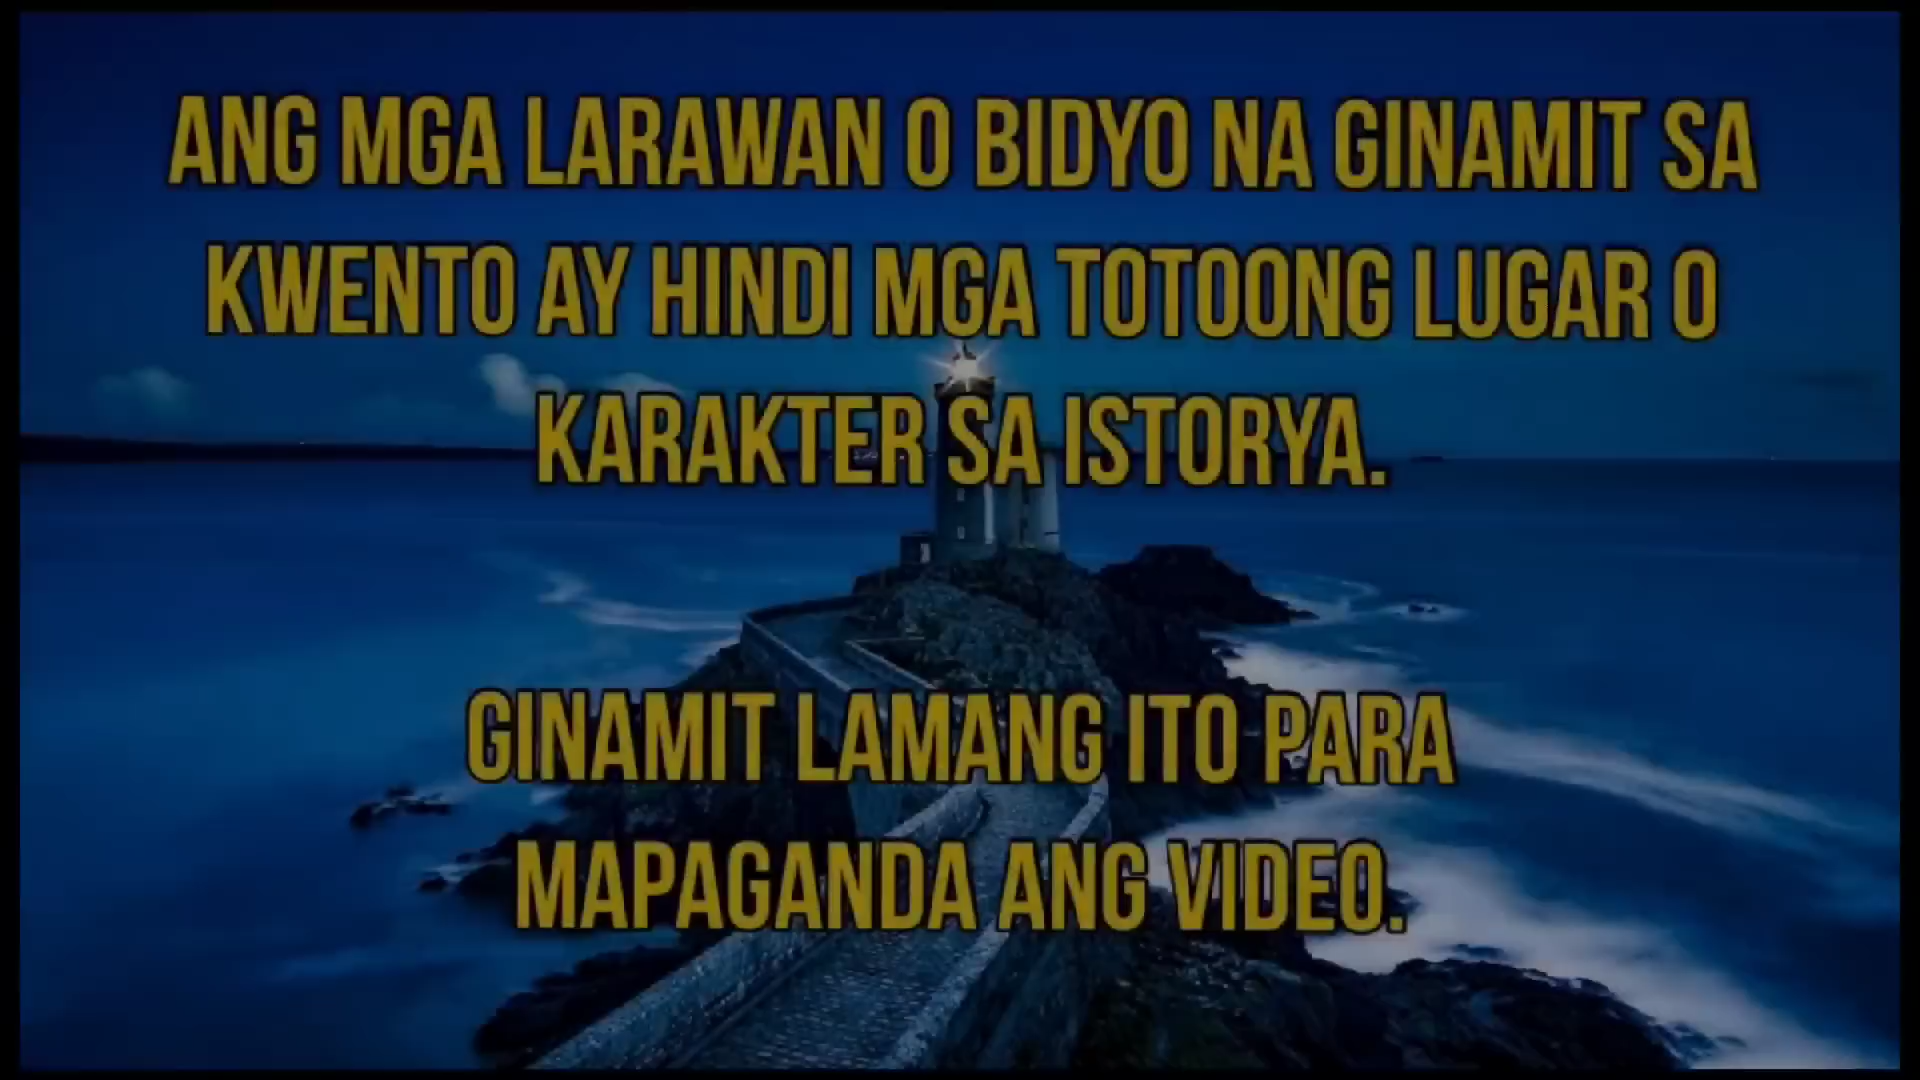 ANG MGA LARAWAN O BIDYO NA GINAMIT SA
KWENTO AY HINDI MGA TOTOONG LUGAR O
KARAKTER SA ISTORYA.
GINAMIT LAMANG ITO PARA
MAPAGANDA ANG VIDEO.